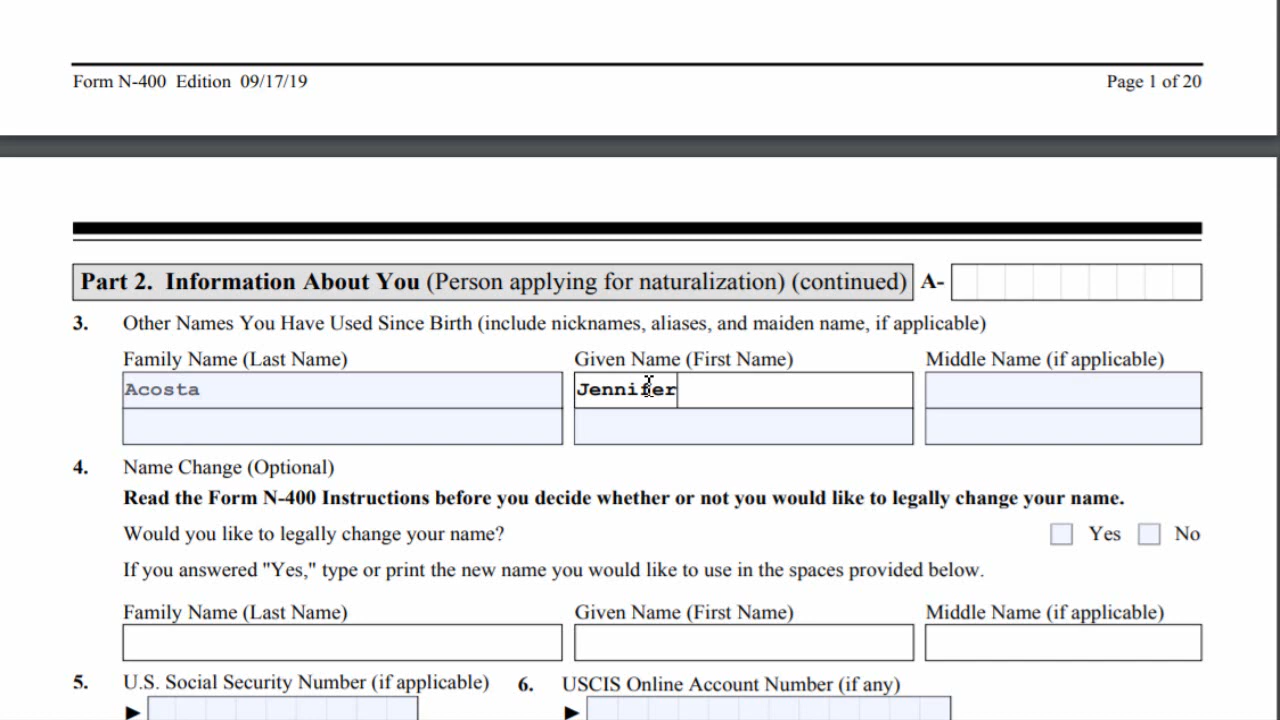 Form N-400 Edition 09/17/19 Page 1 of 20
Part 2. Information About You (Person applying for naturalization) (continued) A-
3. Other Names You Have Used Since Birth (include nicknames, aliases, and maiden name, if applicable)
Family Name (Last Name) Given Name (First Name) Middle Name (if applicable)
Acosta Jennifer
4. Name Change (Optional)
Read the Form N-400 Instructions before you decide whether or not you would like to legally change your name.
Would you like to legally change your name? Yes No
If you answered "Yes," type or print the new name you would like to use in the spaces provided below.
Family Name (Last Name) Given Name (First Name) Middle Name (if applicable)
5. U.S. Social Security Number (if applicable) 6. USCIS Online Account Number (if any)